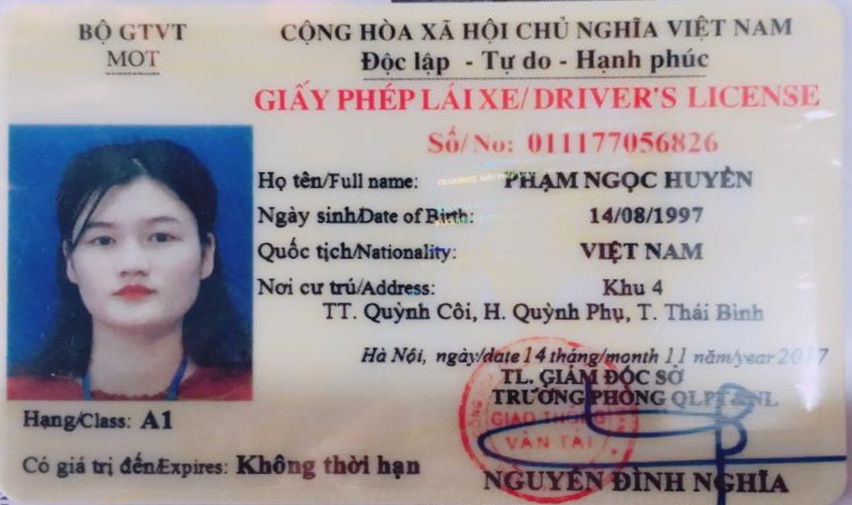 BỘ GTVT
MOT
CỘNG HÒA XÃ HỘI CHỦ NGHĨA VIỆT NAM
Độc lập - Tự do - Hạnh phúc
GIẤY PHÉP LÁI XE/ DRIVER'S LICENSE
Số/ No: 011177056826
Họ tên/Full name: PHẠM NGỌC HUYỀN
Ngày sinh/Date of Birth: 14/08/1997
Quốc tịch/Nationality: VIỆT NAM
Nơi cư trú/Address: Khu 4
TT. Quỳnh Côi, H. Quỳnh Phụ, T. Thái Bình
Hà Nội, ngày/date 14 tháng/month 11 năm/year 2017
TL. GIÁM ĐỐC SỞ
TRƯỞNG PHÒNG QLPT&NL
GIAO THÔNG
VẬN TẢI
Hạng/Class: A1
Có giá trị đến/Expires: Không thời hạn
NGUYỄN ĐÌNH NGHĨA